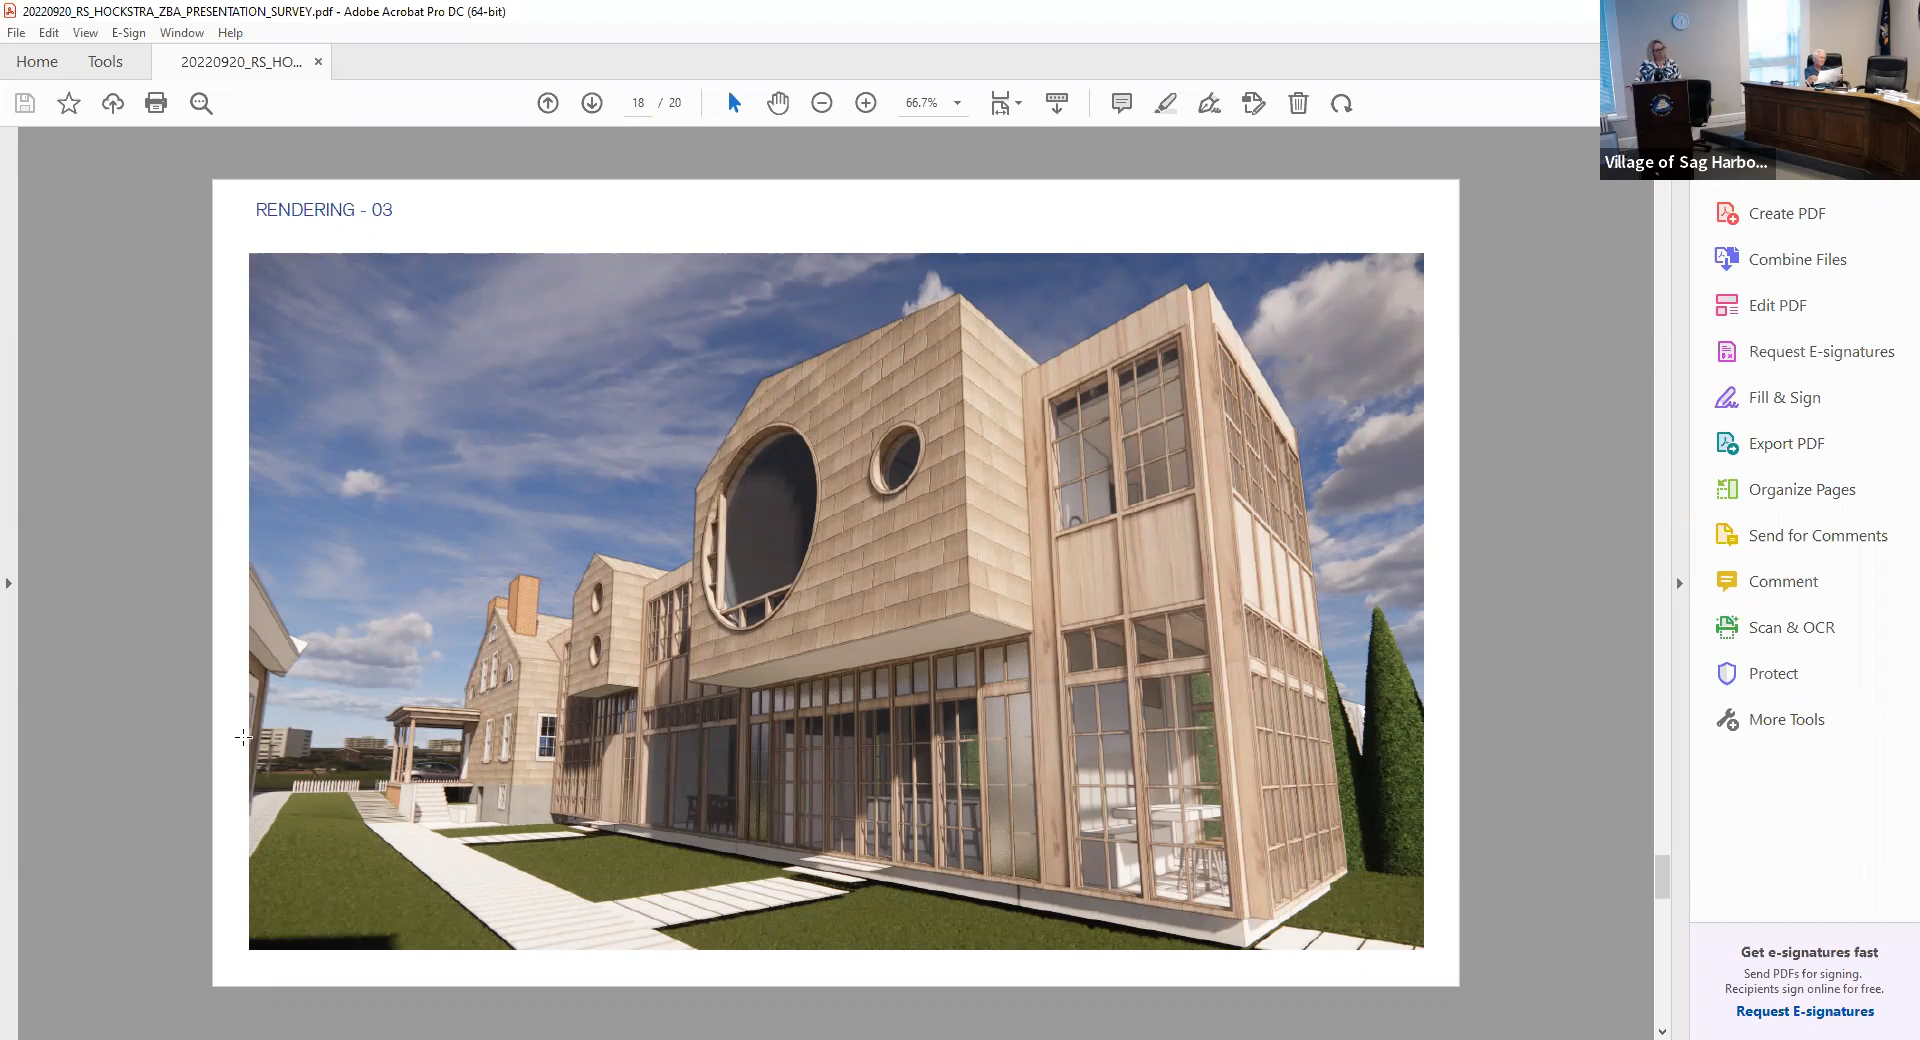 20220920_RS_HOCKSTRA_ZBA_PRESENTATION_SURVEY.pdf - Adobe Acrobat Pro DC (64-bit)
File Edit View E-Sign Window Help
Home Tools 20220920_RS_HO... ×
18 / 20 66.7%
Village of Sag Harbo...
RENDERING - 03
Create PDF
Combine Files
Edit PDF
Request E-signatures
Fill & Sign
Export PDF
Organize Pages
Send for Comments
Comment
Scan & OCR
Protect
More Tools
Get e-signatures fast
Send PDFs for signing.
Recipients sign online for free.
Request E-signatures